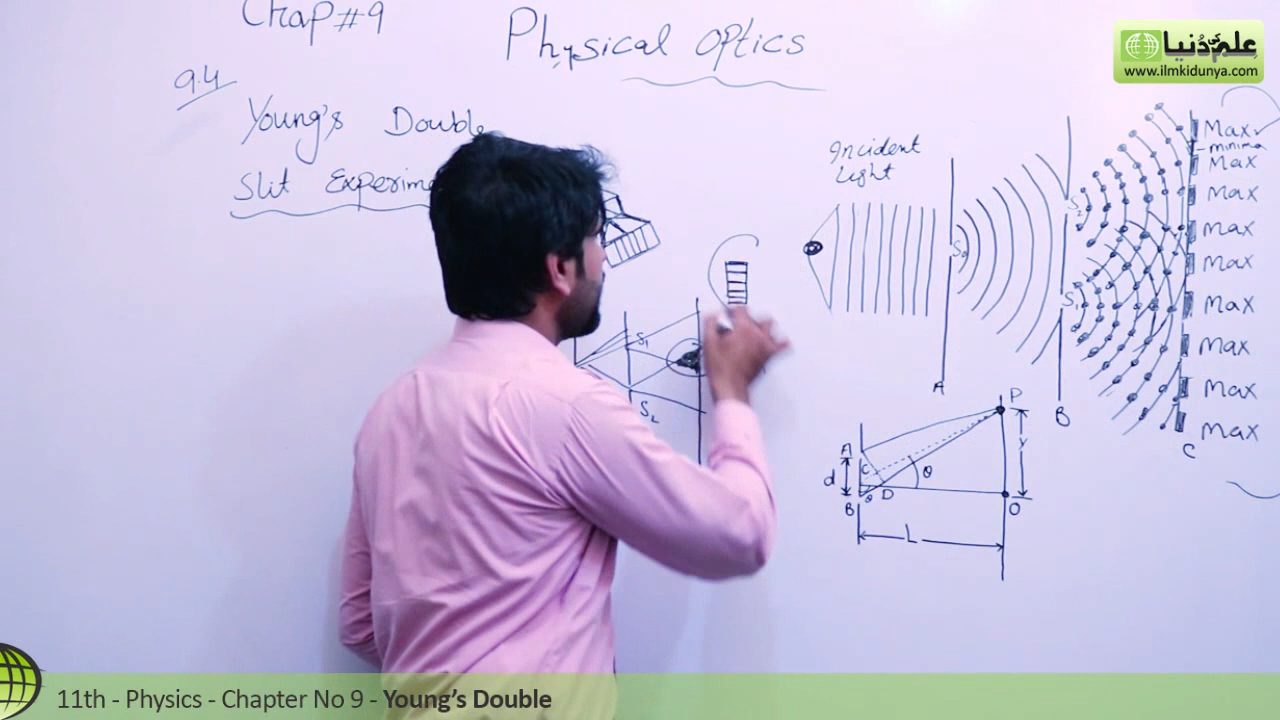 Chap#9
Physical optics
9.4
Young's Double
Slit Experime
علم کی دنیا
www.ilmkidunya.com
Incident
Light
S₀
S₂
S₁
A
B
C
Max
minima
Max
Max
Max
Max
Max
Max
Max
Max
S₁
S₂
P
A
C
d
θ
y
B
θ
D
O
L
11th - Physics - Chapter No 9 - Young's Double